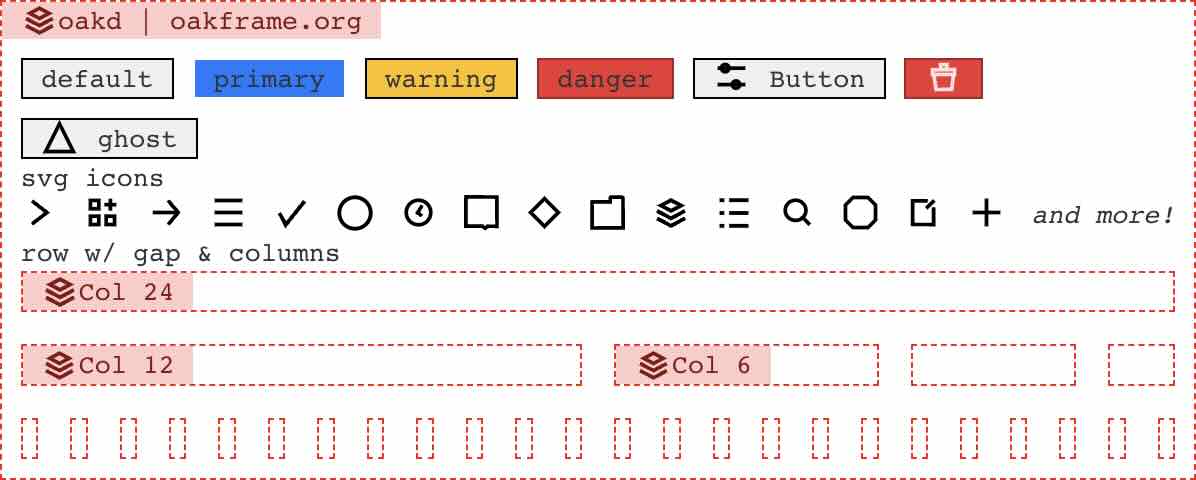 oakd | oakframe.org
default primary warning danger Button
ghost
svg icons
and more!
row w/ gap & columns
Col 24
Col 12 Col 6